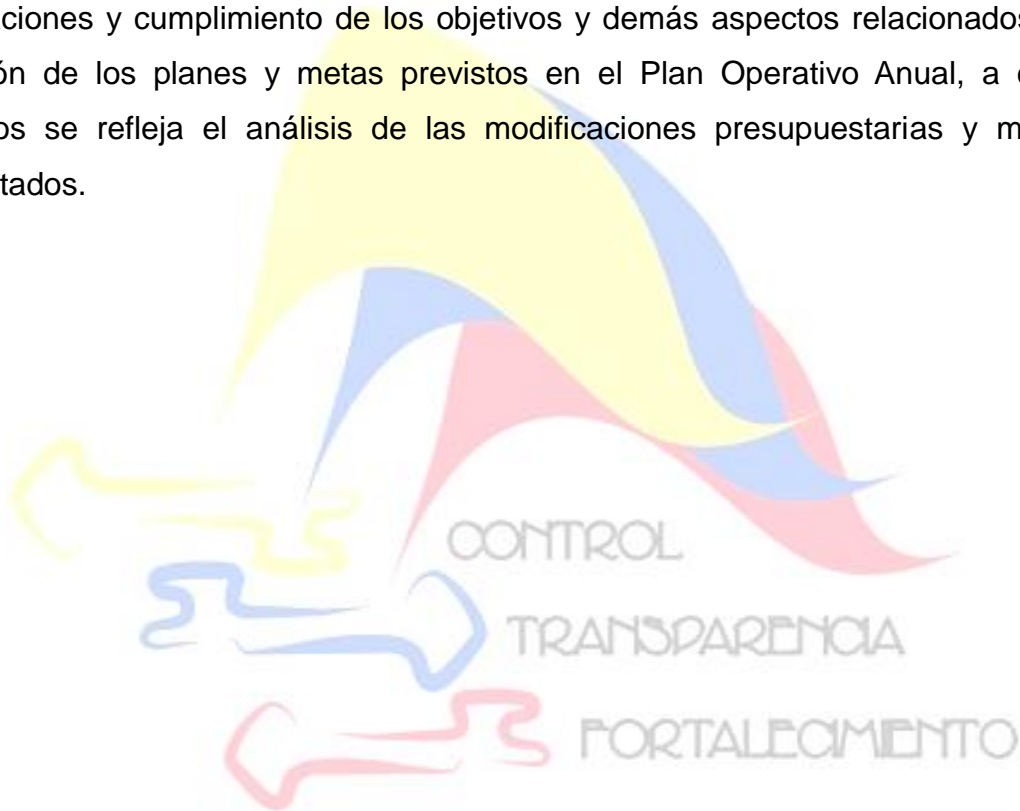 ciones y cumplimiento de los objetivos y demás aspectos relacionados
ón de los planes y metas previstos en el Plan Operativo Anual, a
os se refleja el análisis de las modificaciones presupuestarias y m
tados.
CONTROL
TRANSPARENCIA
FORTALECIMIENTO